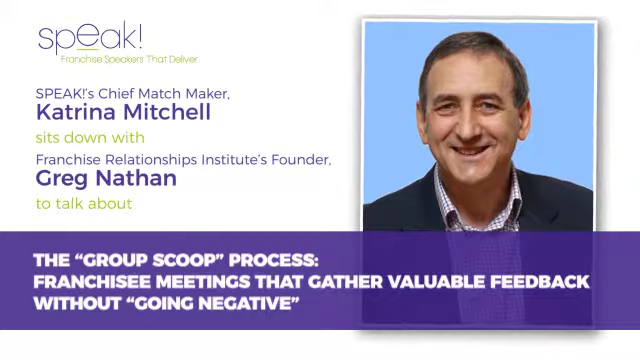 speak!
Franchise Speakers That Deliver
SPEAK!'s Chief Match Maker,
Katrina Mitchell
sits down with
Franchise Relationships Institute's Founder,
Greg Nathan
to talk about
THE “GROUP SCOOP” PROCESS:
FRANCHISEE MEETINGS THAT GATHER VALUABLE FEEDBACK
WITHOUT “GOING NEGATIVE”